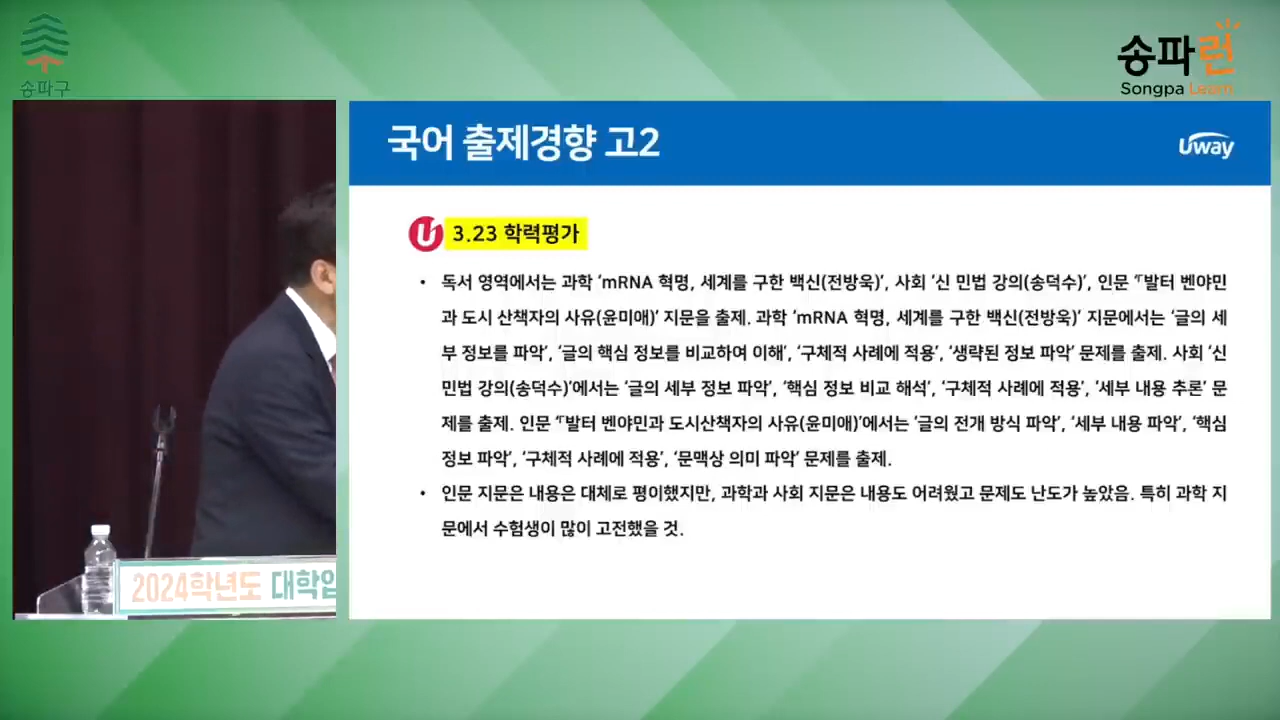 송파구
송파런
Songpa Learn
국어 출제경향 고2
Uway
3.23 학력평가
• 독서 영역에서는 과학 ‘mRNA 혁명, 세계를 구한 백신(전방욱)’, 사회 ‘신 민법 강의(송덕수)’, 인문 ‘「발터 벤야민
과 도시 산책자의 사유(윤미애)’ 지문을 출제. 과학 ‘mRNA 혁명, 세계를 구한 백신(전방욱)’ 지문에서는 ‘글의 세
부 정보를 파악’, ‘글의 핵심 정보를 비교하여 이해’, ‘구체적 사례에 적용’, ‘생략된 정보 파악’ 문제를 출제. 사회 ‘신
민법 강의(송덕수)’에서는 ‘글의 세부 정보 파악’, ‘핵심 정보 비교 해석’, ‘구체적 사례에 적용’, ‘세부 내용 추론’ 문
제를 출제. 인문 ‘「발터 벤야민과 도시산책자의 사유(윤미애)’에서는 ‘글의 전개 방식 파악’, ‘세부 내용 파악’, ‘핵심
정보 파악’, ‘구체적 사례에 적용’, ‘문맥상 의미 파악’ 문제를 출제.
• 인문 지문은 내용은 대체로 평이했지만, 과학과 사회 지문은 내용도 어려웠고 문제도 난도가 높았음. 특히 과학 지
문에서 수험생이 많이 고전했을 것.
2024학년도 대학입